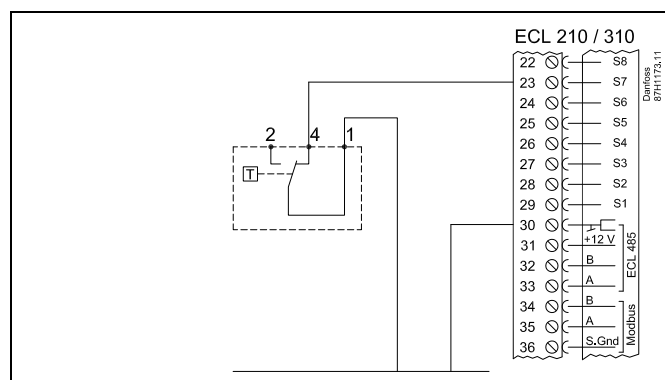 ECL 210 / 310
22 S8
23 S7
24 S6
25 S5
26 S4
27 S3
28 S2
29 S1
30
31 +12 V
32 B
33 A
34 B
35 A
36 S.Gnd
ECL 485
Modbus
Danfoss
87H1173.11
2 4 1
T